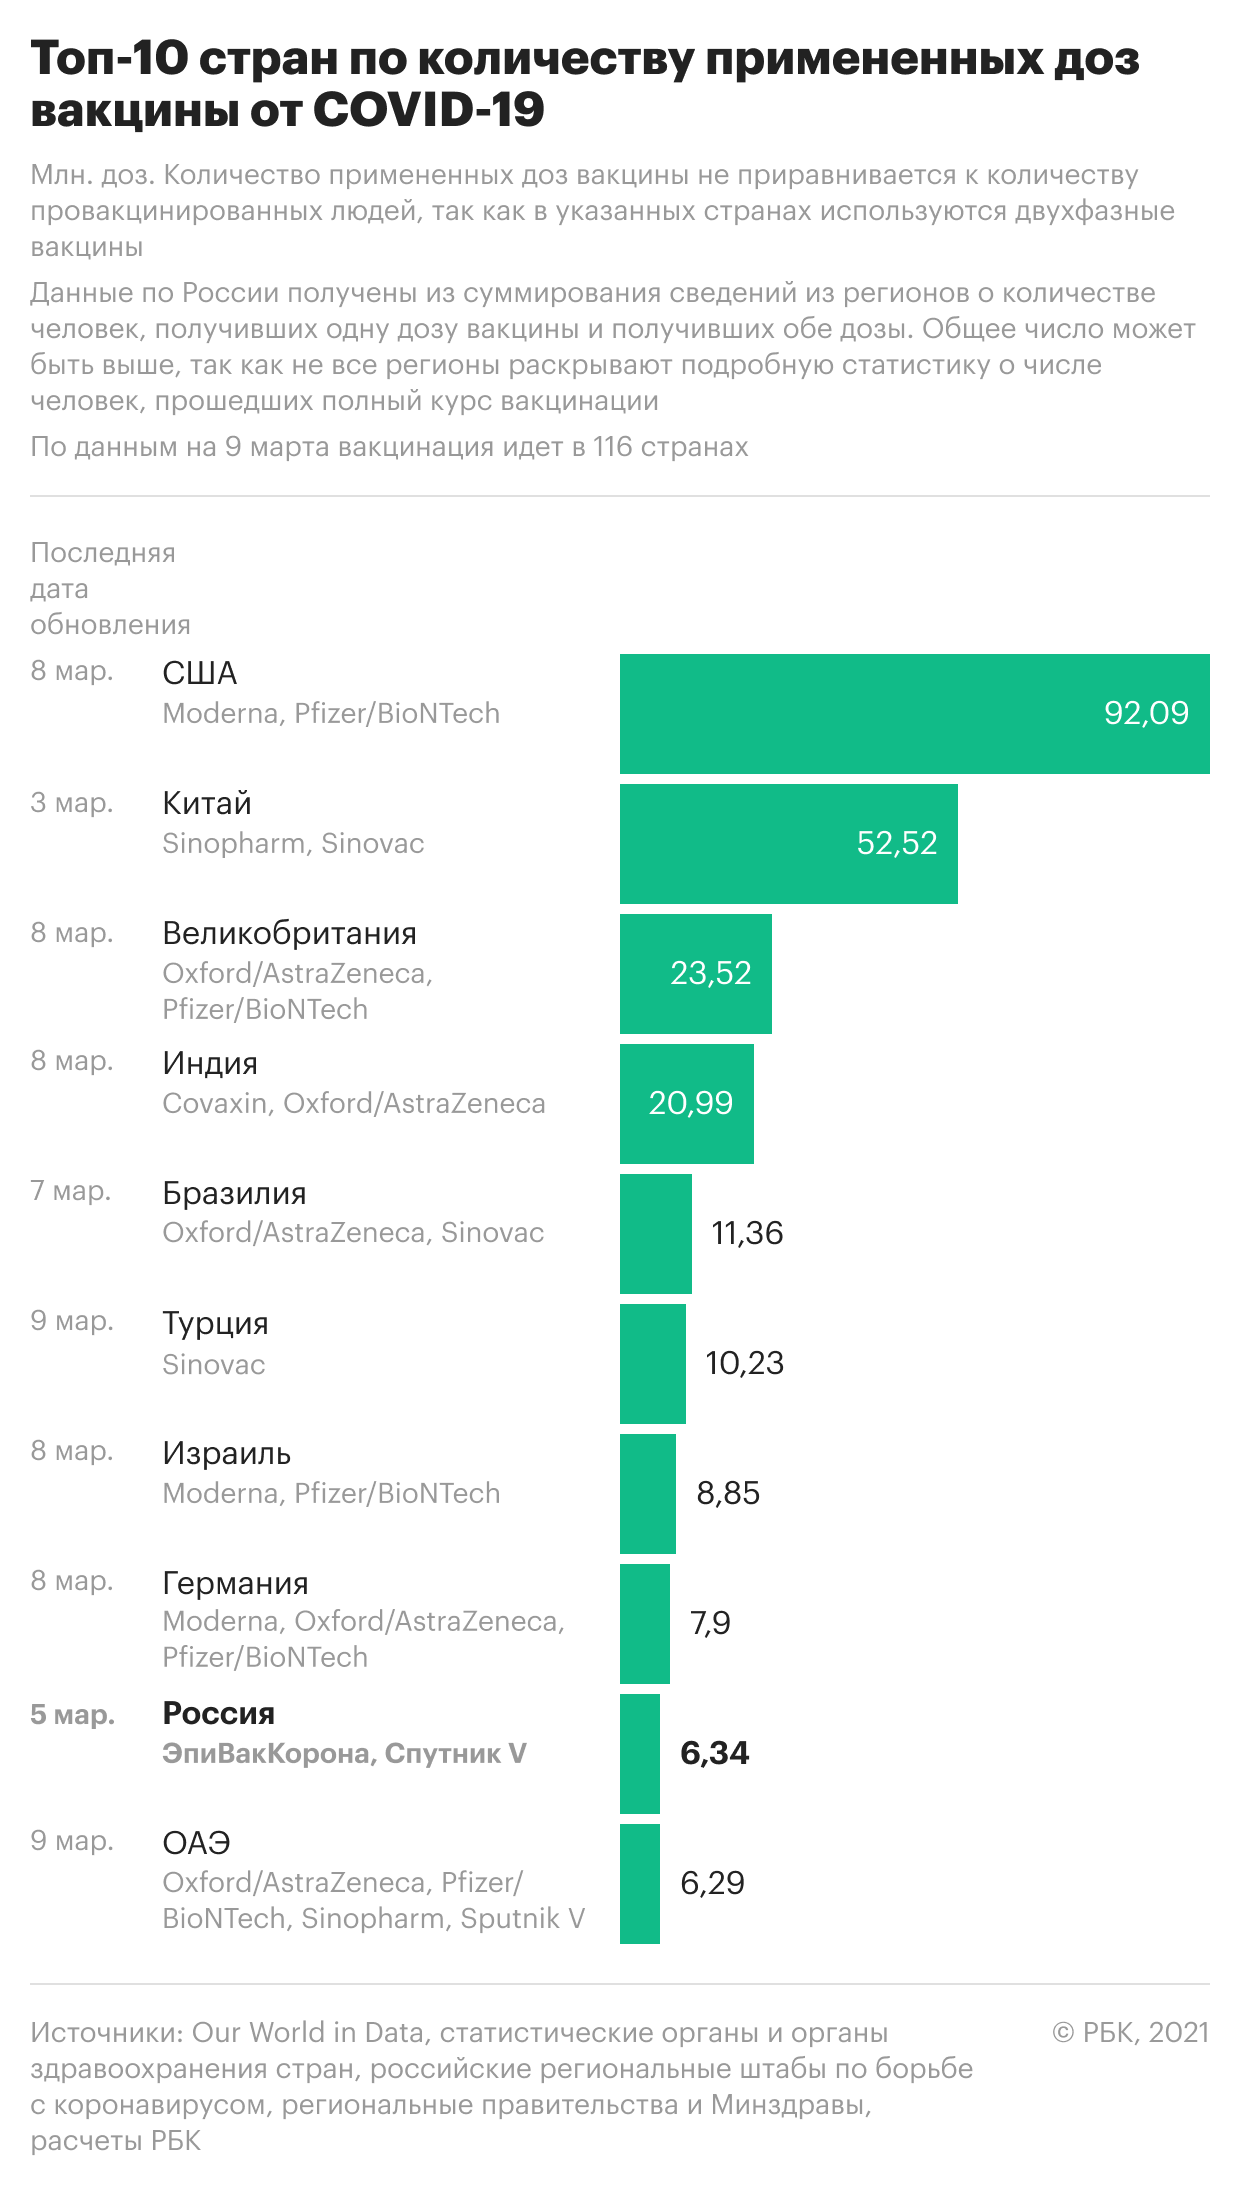 Топ-10 стран по количеству примененных доз
вакцины от COVID-19
Млн. доз. Количество примененных доз вакцины не приравнивается к количеству
провакцинированных людей, так как в указанных странах используются двухфазные
вакцины
Данные по России получены из суммирования сведений из регионов о количестве
человек, получивших одну дозу вакцины и получивших обе дозы. Общее число может
быть выше, так как не все регионы раскрывают подробную статистику о числе
человек, прошедших полный курс вакцинации
По данным на 9 марта вакцинация идет в 116 странах
Последняя
дата
обновления
8 мар. США
Moderna, Pfizer/BioNTech
92,09
3 мар. Китай
Sinopharm, Sinovac
52,52
8 мар. Великобритания
Oxford/AstraZeneca,
Pfizer/BioNTech
23,52
8 мар. Индия
Covaxin, Oxford/AstraZeneca
20,99
7 мар. Бразилия
Oxford/AstraZeneca, Sinovac
11,36
9 мар. Турция
Sinovac
10,23
8 мар. Израиль
Moderna, Pfizer/BioNTech
8,85
8 мар. Германия
Moderna, Oxford/AstraZeneca,
Pfizer/BioNTech
7,9
5 мар. Россия
ЭпиВакКорона, Спутник V
6,34
9 мар. ОАЭ
Oxford/AstraZeneca, Pfizer/
BioNTech, Sinopharm, Sputnik V
6,29
Источники: Our World in Data, статистические органы и органы
здравоохранения стран, российские региональные штабы по борьбе
с коронавирусом, региональные правительства и Минздравы,
расчеты РБК
© РБК, 2021